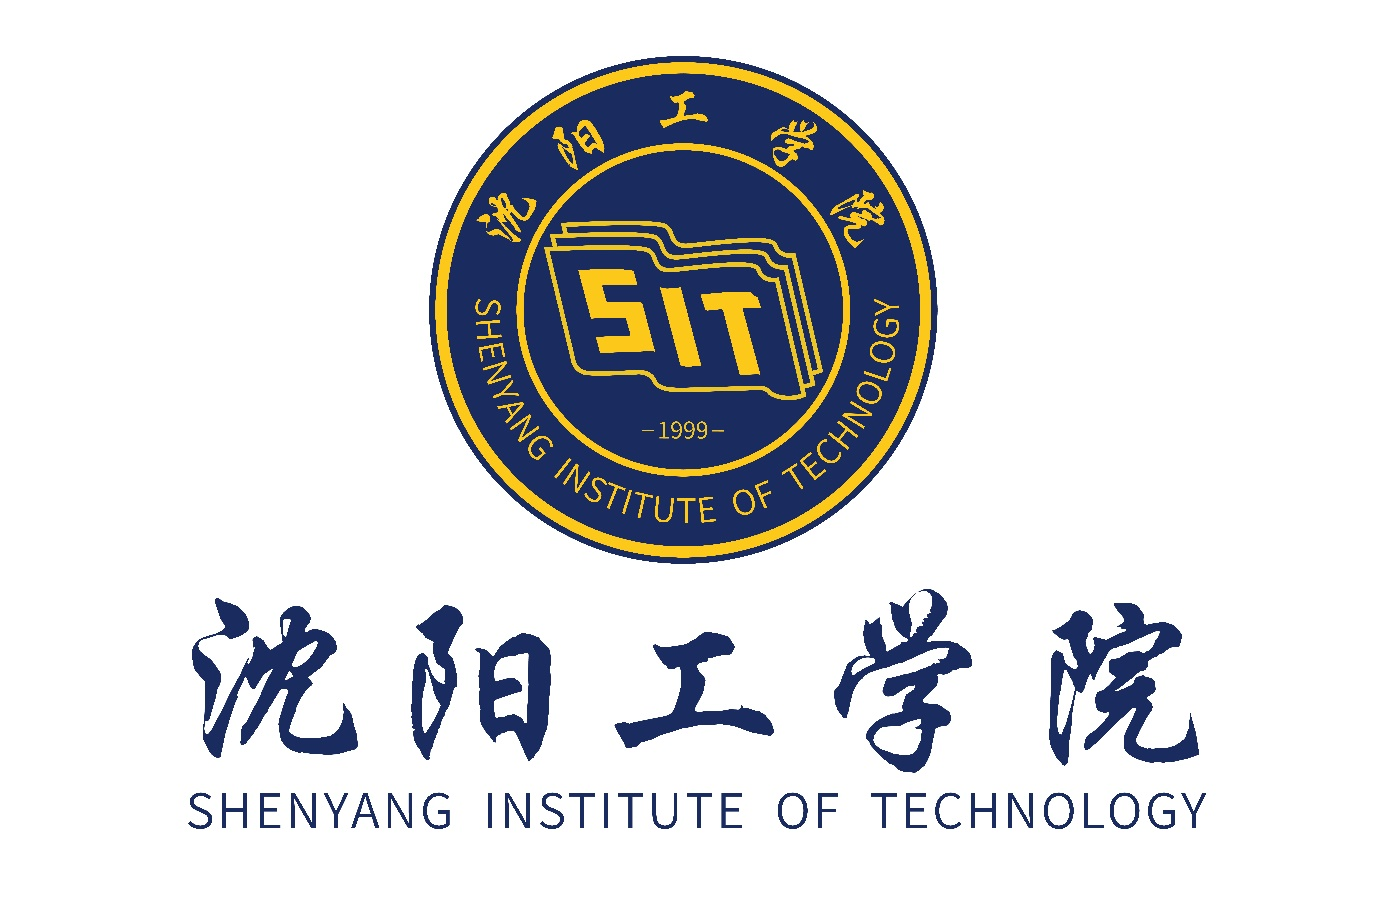 沈阳工学院
SIT
–1999–
SHENYANG INSTITUTE OF TECHNOLOGY
沈阳工学院
SHENYANG INSTITUTE OF TECHNOLOGY